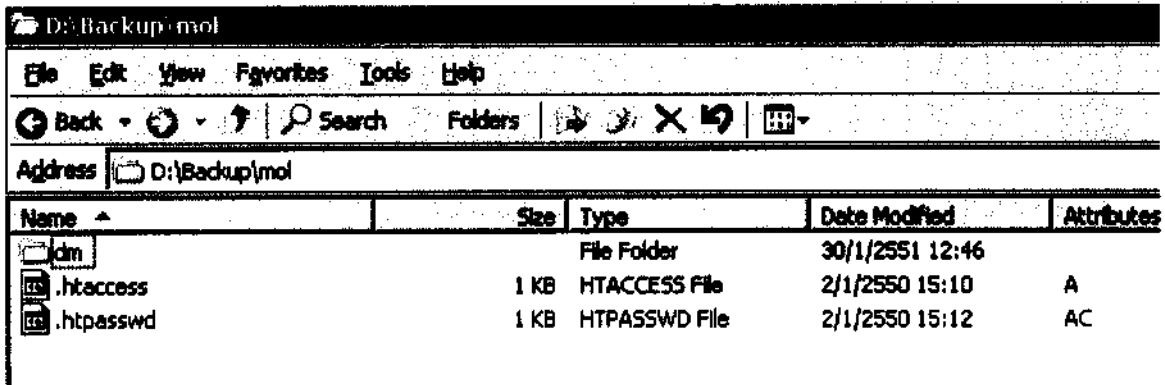 D:\Backup\mol
File Edit View Favorites Tools Help
Back Search Folders
Address D:\Backup\mol
Name Size Type Date Modified Attributes
dm File Folder 30/1/2551 12:46
.htaccess 1 KB HTACCESS File 2/1/2550 15:10 A
.htpasswd 1 KB HTPASSWD File 2/1/2550 15:12 AC